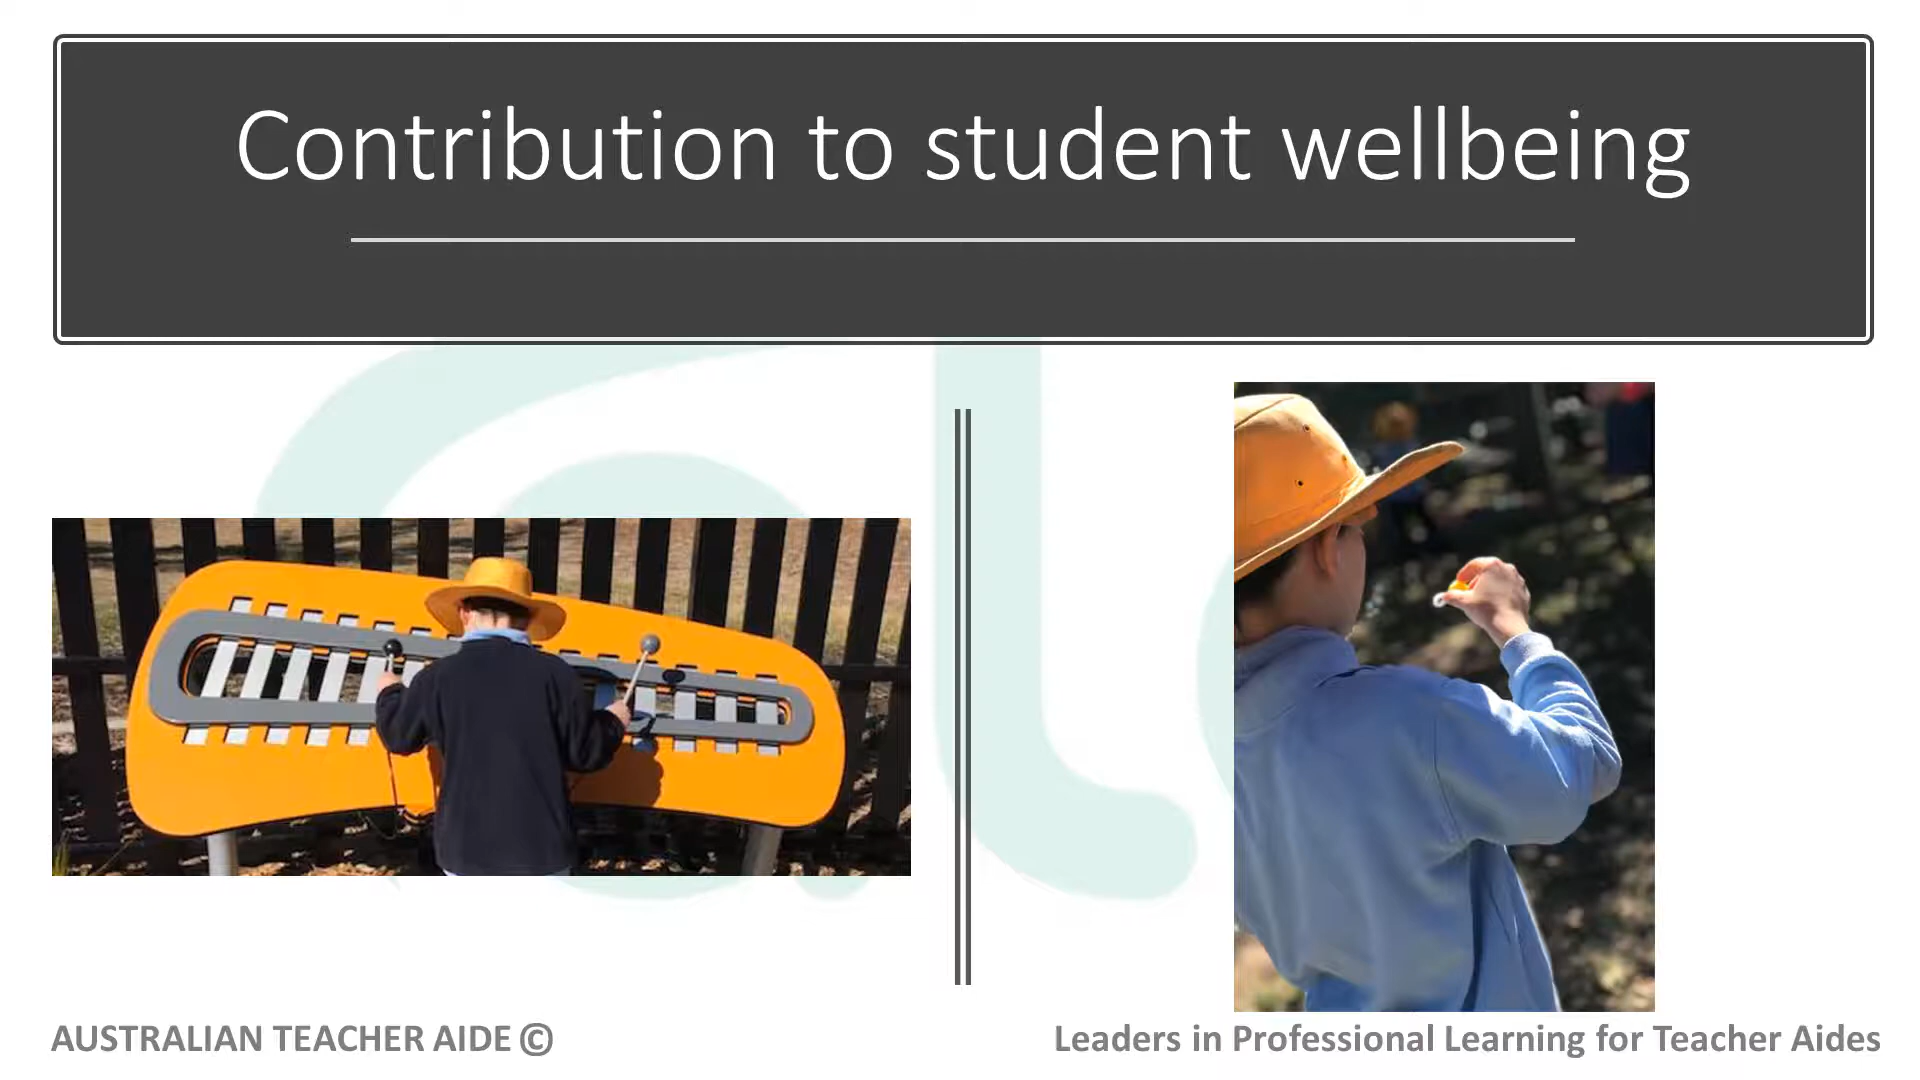 Contribution to student wellbeing
AUSTRALIAN TEACHER AIDE ©
Leaders in Professional Learning for Teacher Aides